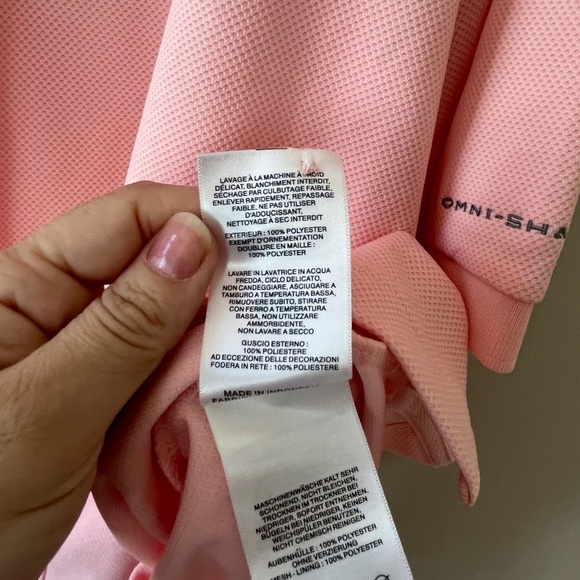 LAVAGE À LA MACHINE À FROID
DÉLICAT, BLANCHIMENT INTERDIT,
SÉCHAGE PAR CULBUTAGE FAIBLE,
ENLEVER RAPIDEMENT, REPASSAGE
FAIBLE, NE PAS UTILISER
D'ADOUCISSANT,
NETTOYAGE À SEC INTERDIT
EXTERIEUR : 100% POLYESTER
EXEMPT D'ORNEMENTATION
DOUBLURE EN MAILLE :
100% POLYESTER
LAVARE IN LAVATRICE IN ACQUA
FREDDA, CICLO DELICATO,
NON CANDEGGIARE, ASCIUGARE A
TAMBURO A TEMPERATURA BASSA,
RIMUOVERE SUBITO, STIRARE
CON FERRO A TEMPERATURA
BASSA, NON UTILIZZARE
AMMORBIDENTE,
NON LAVARE A SECCO
GUSCIO ESTERNO :
100% POLIESTERE
AD ECCEZIONE DELLE DECORAZIONI
FODERA IN RETE : 100% POLIESTERE
MADE IN
MASCHINENWÄSCHE KALT SEHR
SCHONEND, NICHT BLEICHEN,
TROCKNEN IM TROCKNER BEI
NIEDRIGER, SOFORT ENTNEHMEN,
BÜGELN BEI NIEDRIGER, KEINEN
WEICHSPÜLER BENUTZEN,
NICHT CHEMISCH REINIGEN
AUßENHÜLLE : 100% POLYESTER
OHNE VERZIERUNG
MESH - LINING : 100% POLYESTER
OMNI-SHA